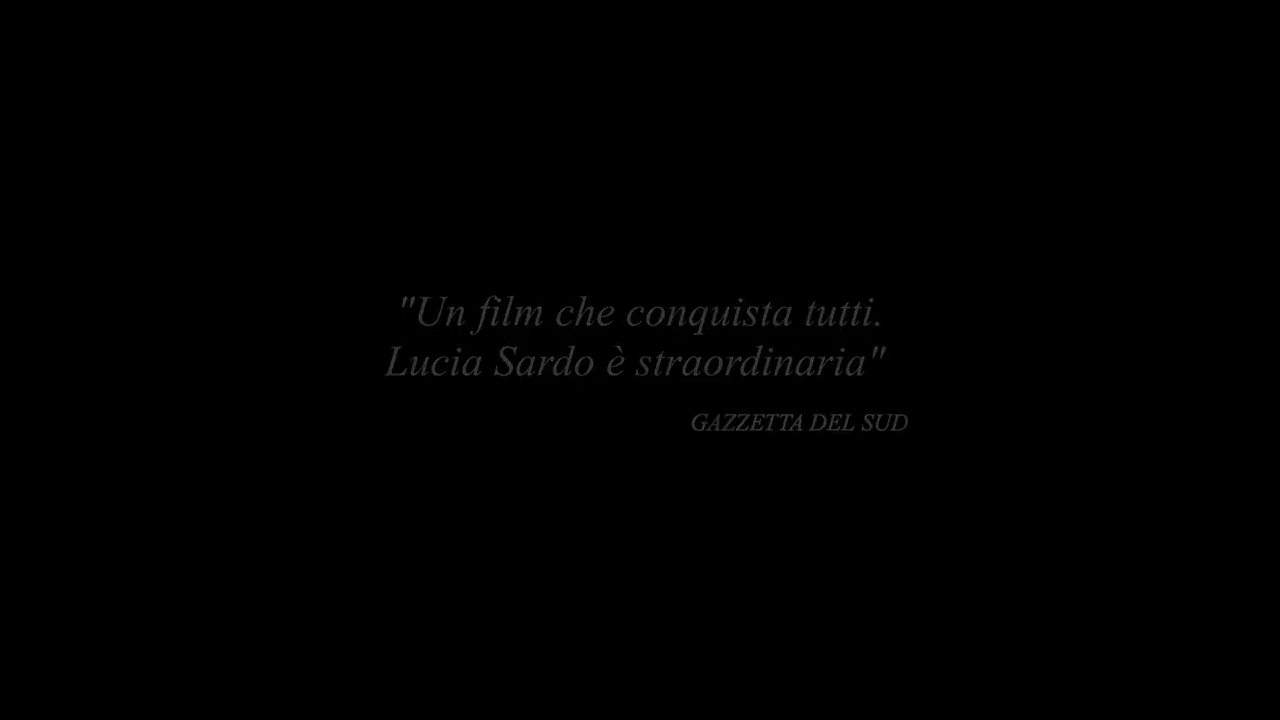 "Un film che conquista tutti.
Lucia Sardo è straordinaria"
GAZZETTA DEL SUD